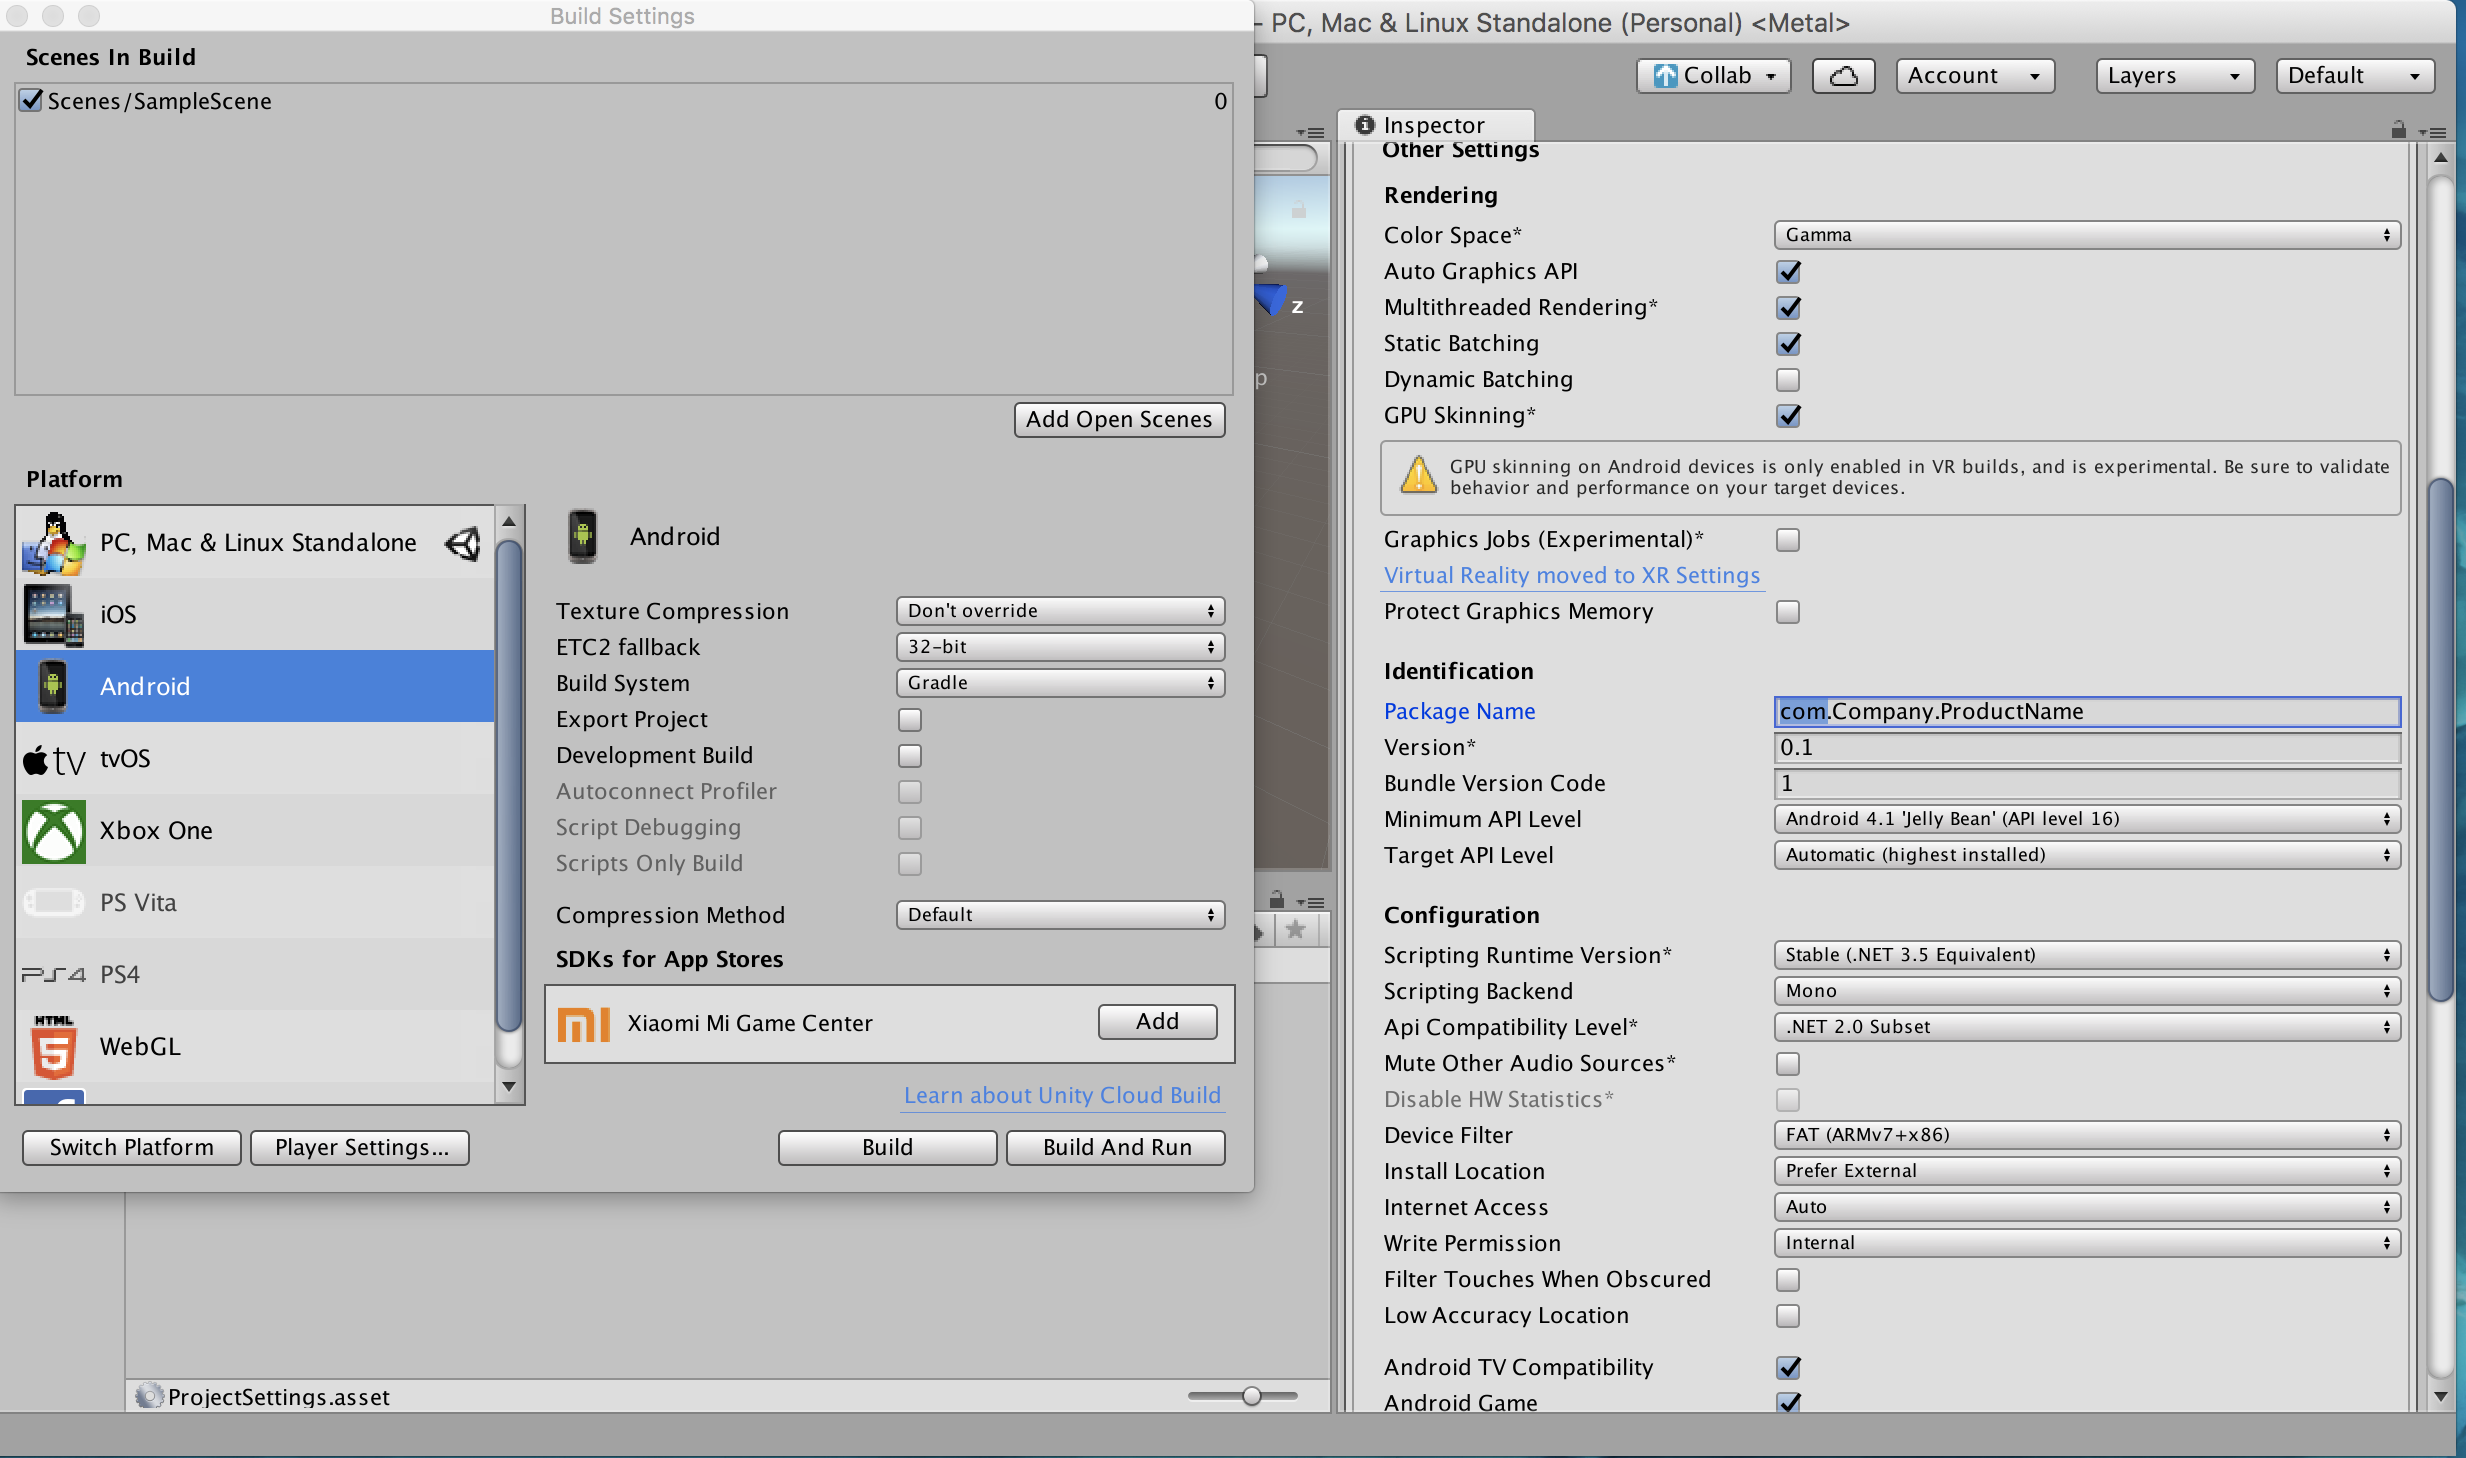 Build Settings
Scenes In Build
Scenes/SampleScene 0
Add Open Scenes
Platform
PC, Mac & Linux Standalone
iOS
Android
tv tvOS
Xbox One
PS Vita
PS4 PS4
HTML 5 WebGL
Android
Texture Compression Don't override
ETC2 fallback 32-bit
Build System Gradle
Export Project
Development Build
Autoconnect Profiler
Script Debugging
Scripts Only Build
Compression Method Default
SDKs for App Stores
mi Xiaomi Mi Game Center Add
Learn about Unity Cloud Build
Switch Platform Player Settings... Build Build And Run
ProjectSettings.asset
- PC, Mac & Linux Standalone (Personal) <Metal>
Collab Account Layers Default
z
p
Inspector
Other Settings
Rendering
Color Space* Gamma
Auto Graphics API
Multithreaded Rendering*
Static Batching
Dynamic Batching
GPU Skinning*
GPU skinning on Android devices is only enabled in VR builds, and is experimental. Be sure to validate
behavior and performance on your target devices.
Graphics Jobs (Experimental)*
Virtual Reality moved to XR Settings
Protect Graphics Memory
Identification
Package Name com.Company.ProductName
Version* 0.1
Bundle Version Code 1
Minimum API Level Android 4.1 'Jelly Bean' (API level 16)
Target API Level Automatic (highest installed)
Configuration
Scripting Runtime Version* Stable (.NET 3.5 Equivalent)
Scripting Backend Mono
Api Compatibility Level* .NET 2.0 Subset
Mute Other Audio Sources*
Disable HW Statistics*
Device Filter FAT (ARMv7+x86)
Install Location Prefer External
Internet Access Auto
Write Permission Internal
Filter Touches When Obscured
Low Accuracy Location
Android TV Compatibility
Android Game